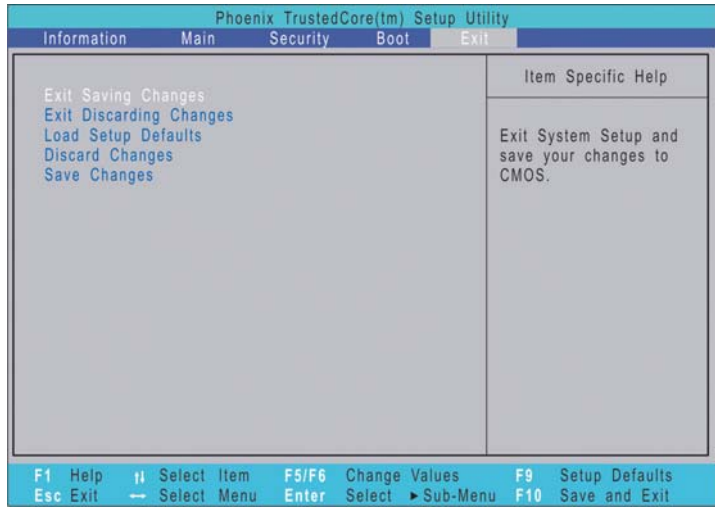 Phoenix TrustedCore(tm) Setup Utility
Information Main Security Boot Exit
Item Specific Help
Exit Saving Changes
Exit Discarding Changes
Load Setup Defaults
Discard Changes
Save Changes
Exit System Setup and
save your changes to
CMOS.
F1 Help ↑↓ Select Item F5/F6 Change Values F9 Setup Defaults
Esc Exit ↔ Select Menu Enter Select ▶Sub-Menu F10 Save and Exit